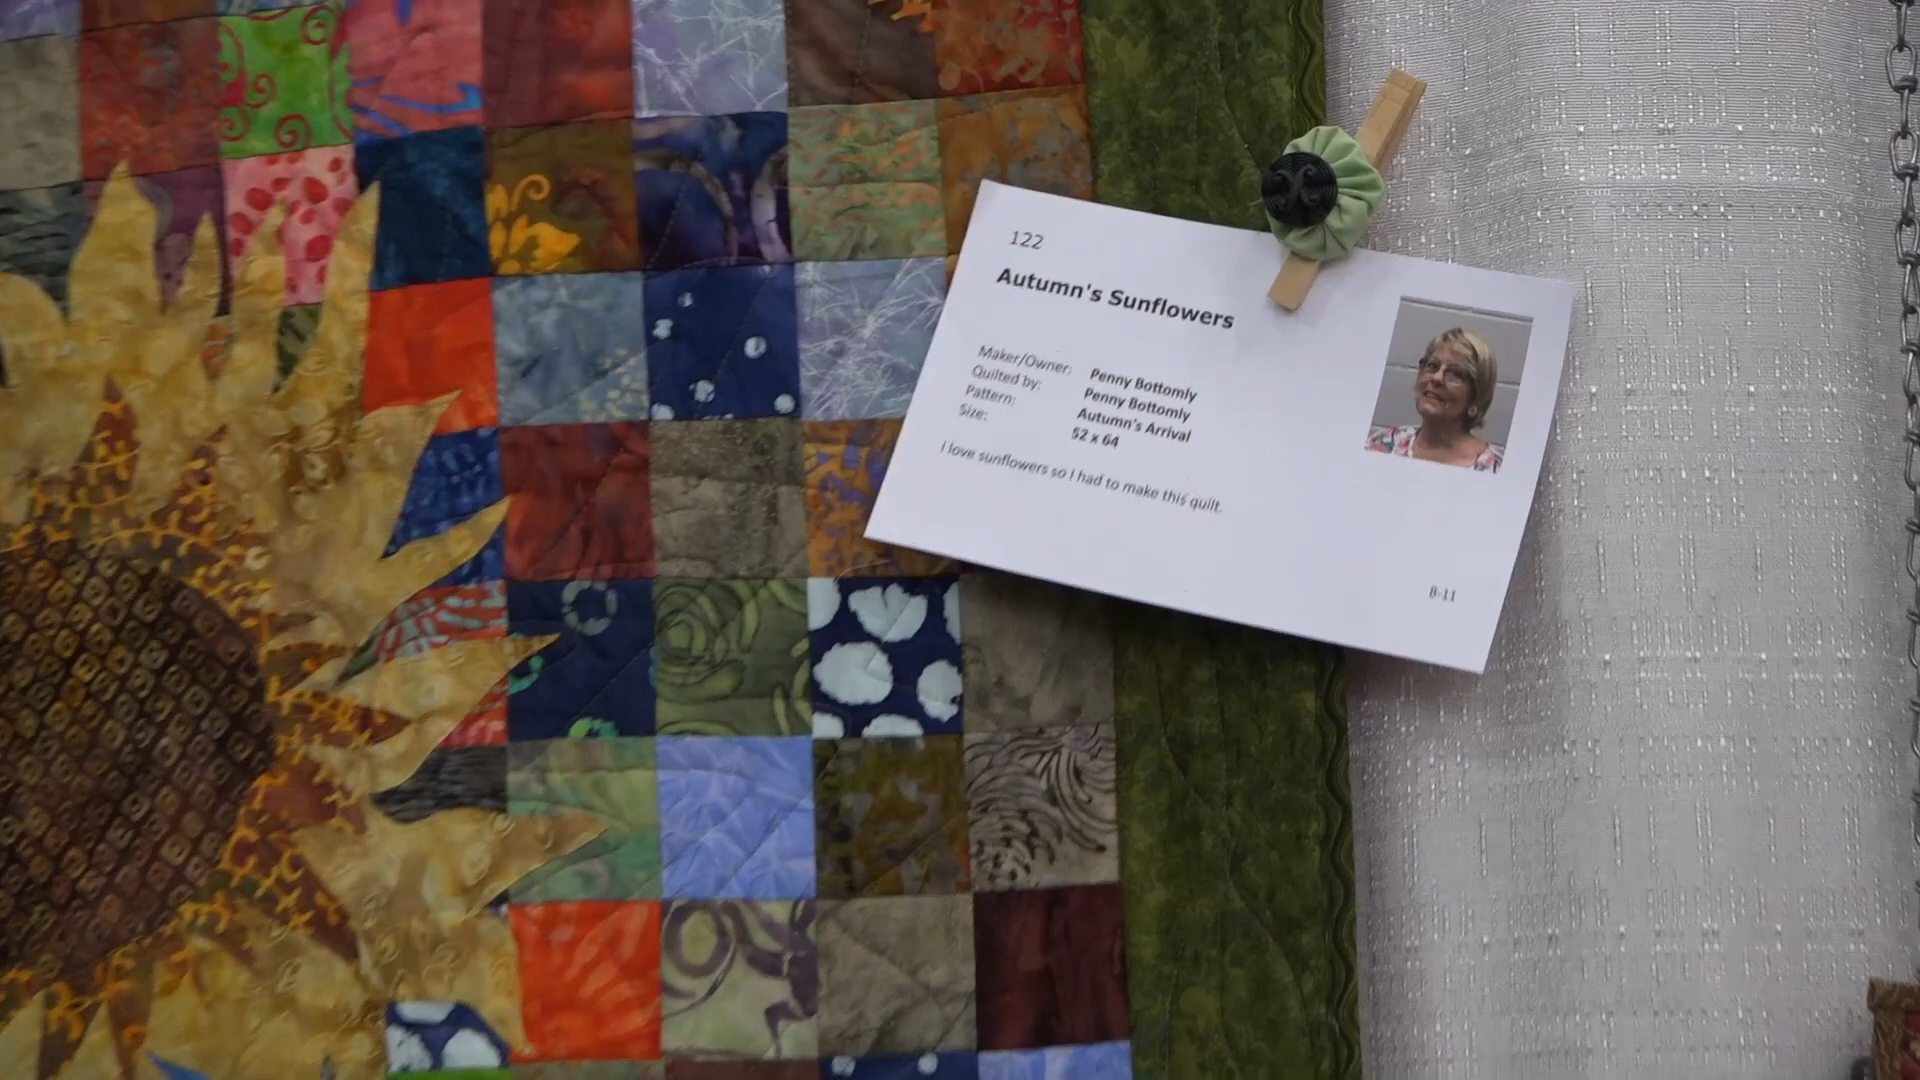 122
Autumn's Sunflowers
Maker/Owner: Penny Bottomly
Quilted by: Penny Bottomly
Pattern: Autumn's Arrival
Size: 52 x 64
I love sunflowers so I had to make this quilt.
B-11